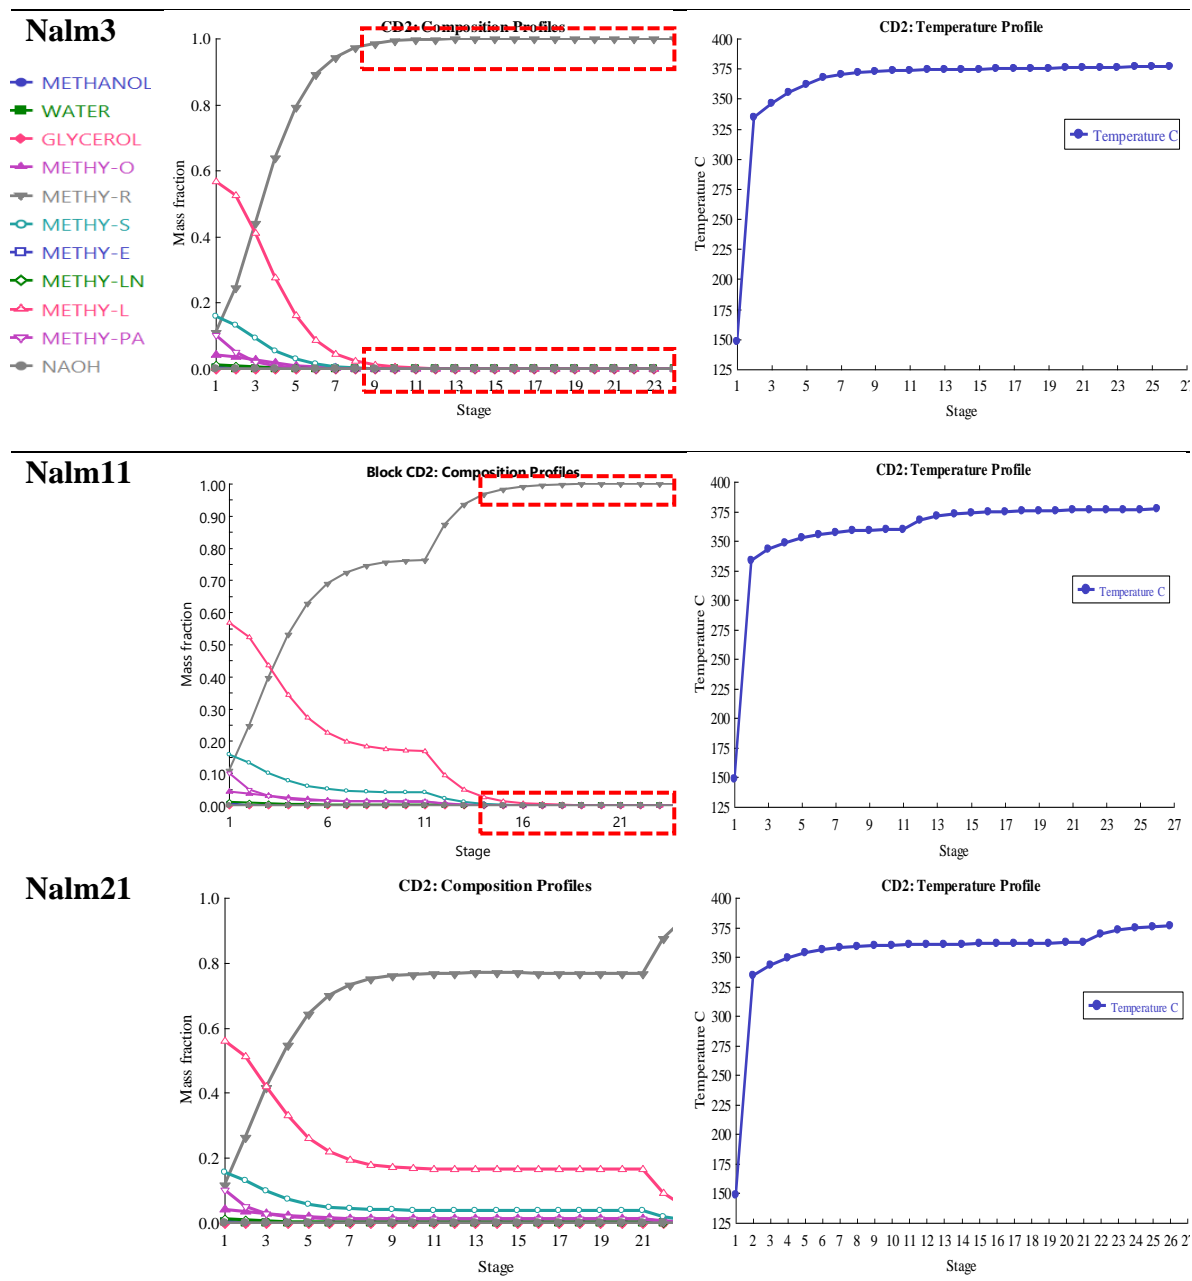 Nalm3
CD2: Composition Profiles
CD2: Temperature Profile
METHANOL
WATER
GLYCEROL
METHY-O
METHY-R
METHY-S
METHY-E
METHY-LN
METHY-L
METHY-PA
NAOH
Mass fraction
1.0
0.8
0.6
0.4
0.2
0.0
1 3 5 7 9 11 13 15 17 19 21 23
Stage
Temperature C
400
375
350
325
300
275
250
225
200
175
150
125
Temperature C
1 3 5 7 9 11 13 15 17 19 21 23 25 27
Stage
Nalm11
Block CD2: Composition Profiles
CD2: Temperature Profile
Mass fraction
1.00
0.90
0.80
0.70
0.60
0.50
0.40
0.30
0.20
0.10
0.00
1 6 11 16 21
Stage
Temperature C
400
375
350
325
300
275
250
225
200
175
150
125
Temperature C
1 3 5 7 9 11 13 15 17 19 21 23 25 27
Stage
Nalm21
CD2: Composition Profiles
CD2: Temperature Profile
Mass fraction
1.0
0.8
0.6
0.4
0.2
0.0
1 3 5 7 9 11 13 15 17 19 21
Stage
Temperature C
400
375
350
325
300
275
250
225
200
175
150
125
Temperature C
1 2 3 4 5 6 7 8 9 10 11 12 13 14 15 16 17 18 19 20 21 22 23 24 25 26 27
Stage